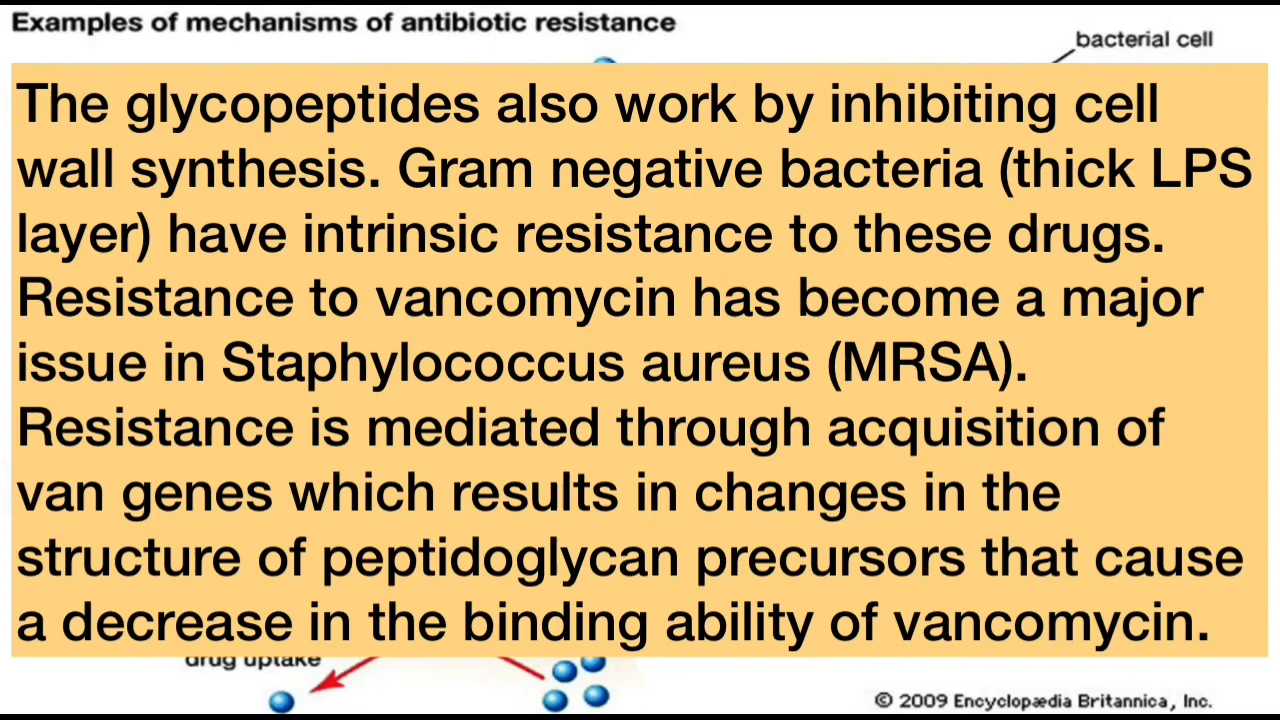 Examples of mechanisms of antibiotic resistance
bacterial cell
The glycopeptides also work by inhibiting cell
wall synthesis. Gram negative bacteria (thick LPS
layer) have intrinsic resistance to these drugs.
Resistance to vancomycin has become a major
issue in Staphylococcus aureus (MRSA).
Resistance is mediated through acquisition of
van genes which results in changes in the
structure of peptidoglycan precursors that cause
a decrease in the binding ability of vancomycin.
drug uptake
© 2009 Encyclopædia Britannica, Inc.